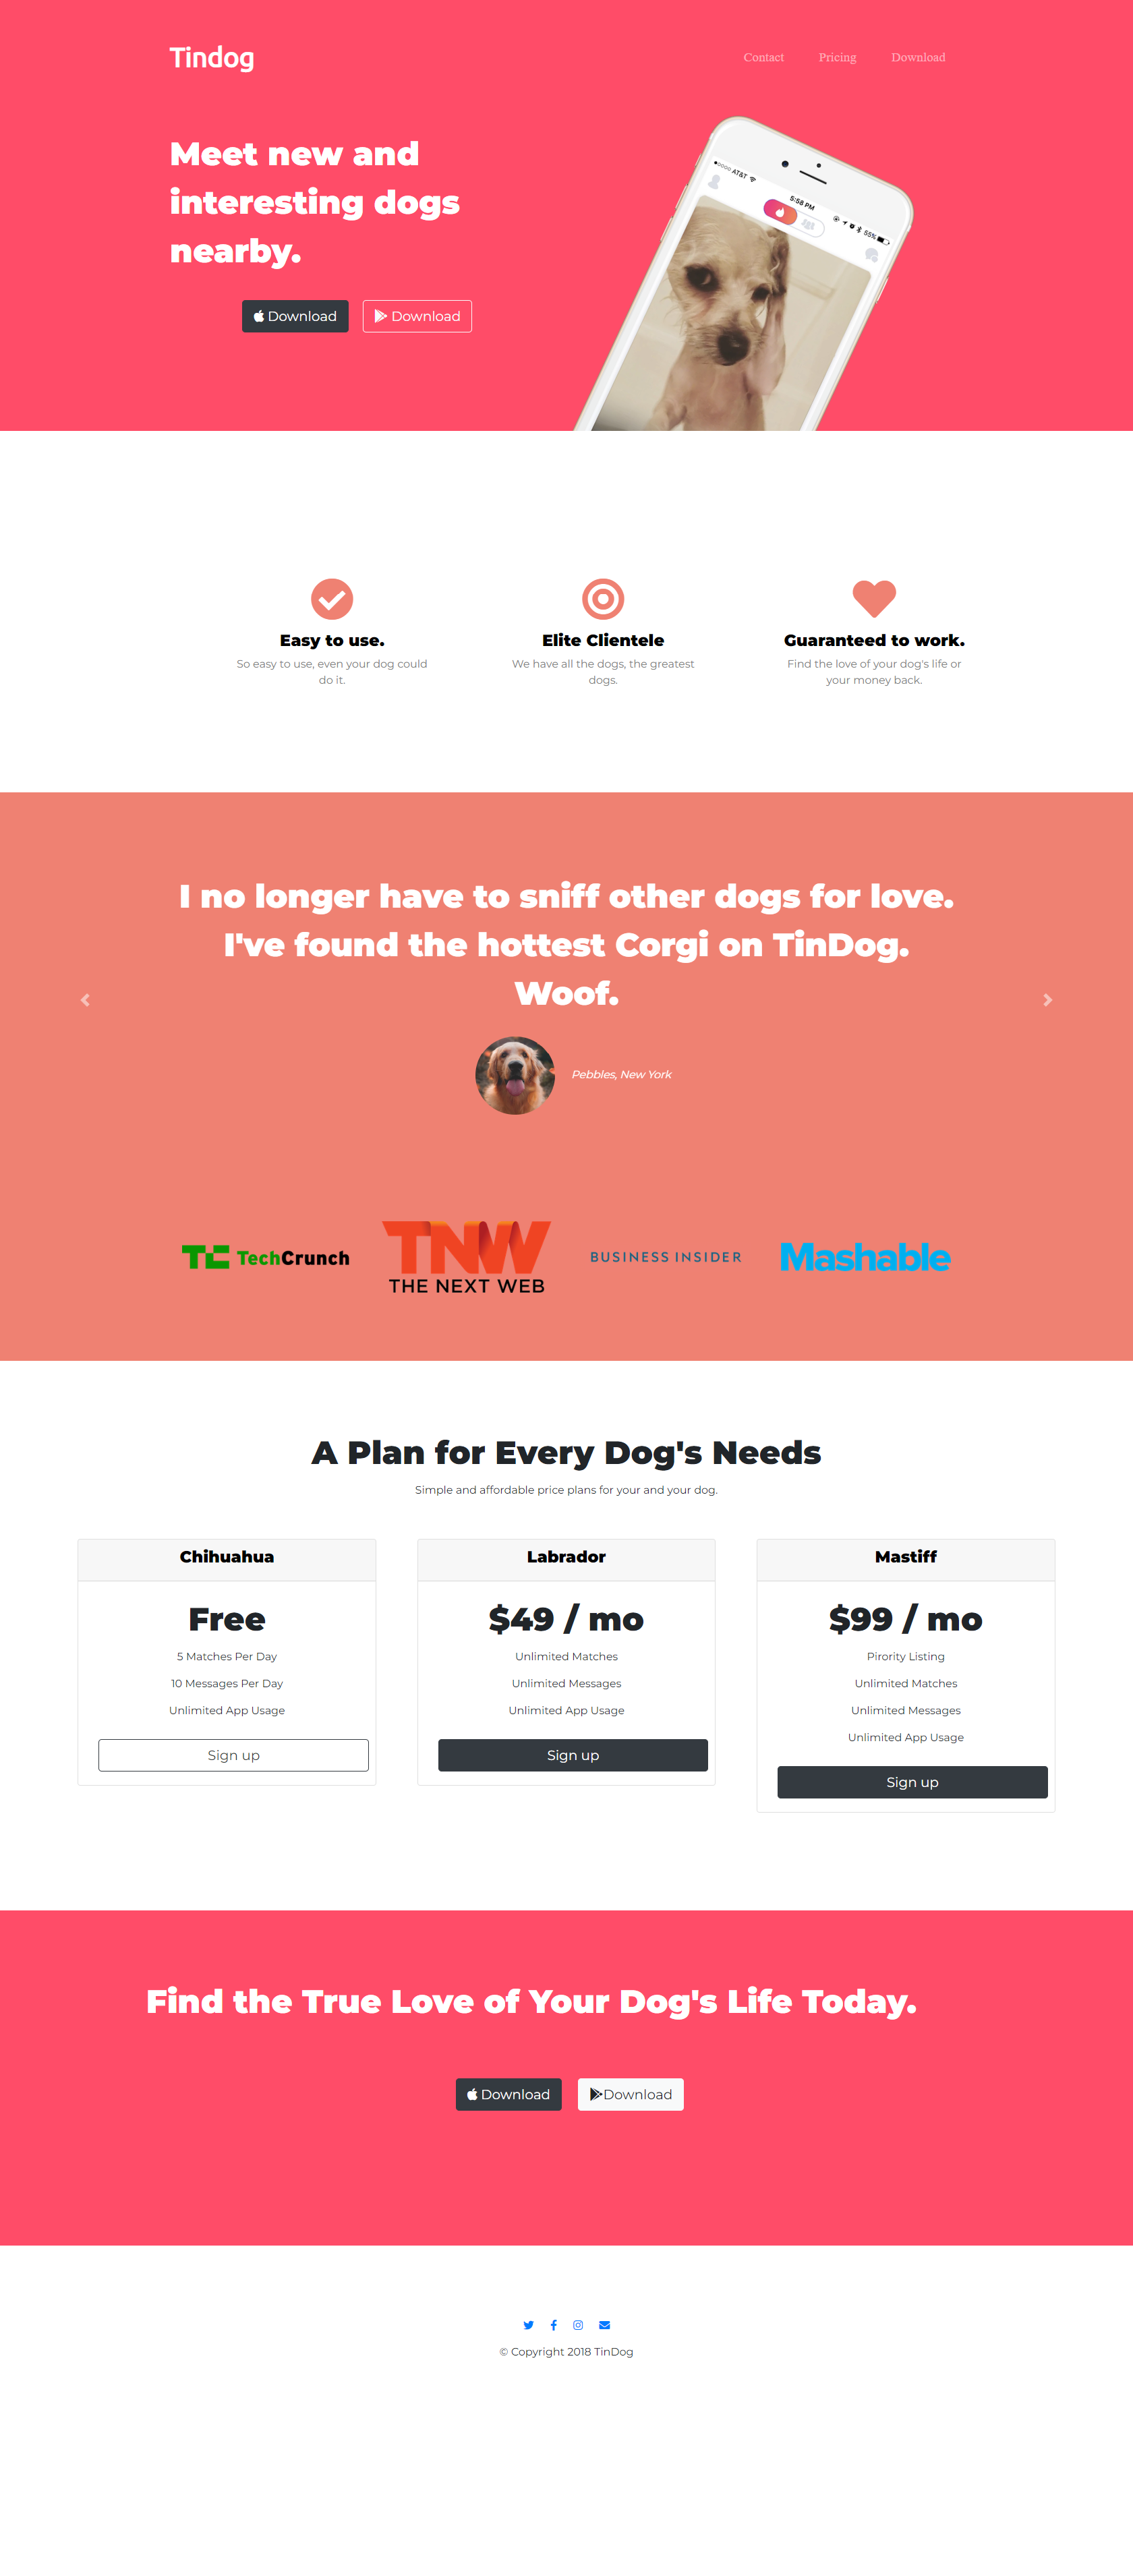 Tindog
Contact Pricing Download
Meet new and
interesting dogs
nearby.
AT&T 5:58 PM 55%
Download Download
Easy to use.
So easy to use, even your dog could
do it.
Elite Clientele
We have all the dogs, the greatest
dogs.
Guaranteed to work.
Find the love of your dog's life or
your money back.
I no longer have to sniff other dogs for love.
I've found the hottest Corgi on TinDog.
Woof.
Pebbles, New York
TC TechCrunch
TNW
THE NEXT WEB
BUSINESS INSIDER
Mashable
A Plan for Every Dog's Needs
Simple and affordable price plans for your and your dog.
Chihuahua
Free
5 Matches Per Day
10 Messages Per Day
Unlimited App Usage
Sign up
Labrador
$49 / mo
Unlimited Matches
Unlimited Messages
Unlimited App Usage
Sign up
Mastiff
$99 / mo
Pirority Listing
Unlimited Matches
Unlimited Messages
Unlimited App Usage
Sign up
Find the True Love of Your Dog's Life Today.
Download Download
© Copyright 2018 TinDog